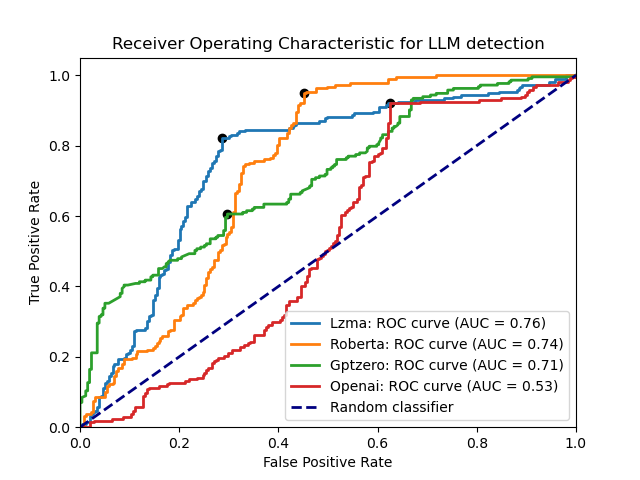 Receiver Operating Characteristic for LLM detection
True Positive Rate
1.0
0.8
0.6
0.4
0.2
0.0
Lzma: ROC curve (AUC = 0.76)
Roberta: ROC curve (AUC = 0.74)
Gptzero: ROC curve (AUC = 0.71)
Openai: ROC curve (AUC = 0.53)
Random classifier
0.0 0.2 0.4 0.6 0.8 1.0
False Positive Rate